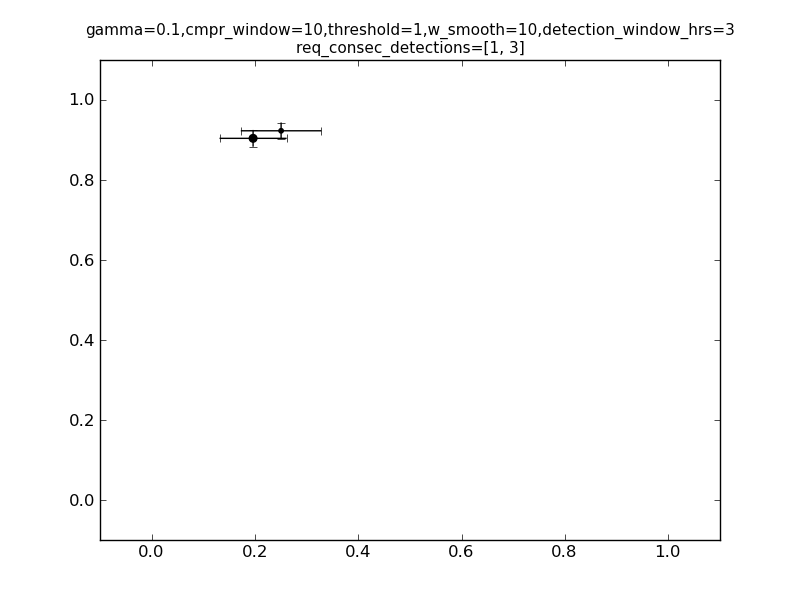 gamma=0.1,cmpr_window=10,threshold=1,w_smooth=10,detection_window_hrs=3
req_consec_detections=[1, 3]
1.0
0.8
0.6
0.4
0.2
0.0
0.0 0.2 0.4 0.6 0.8 1.0